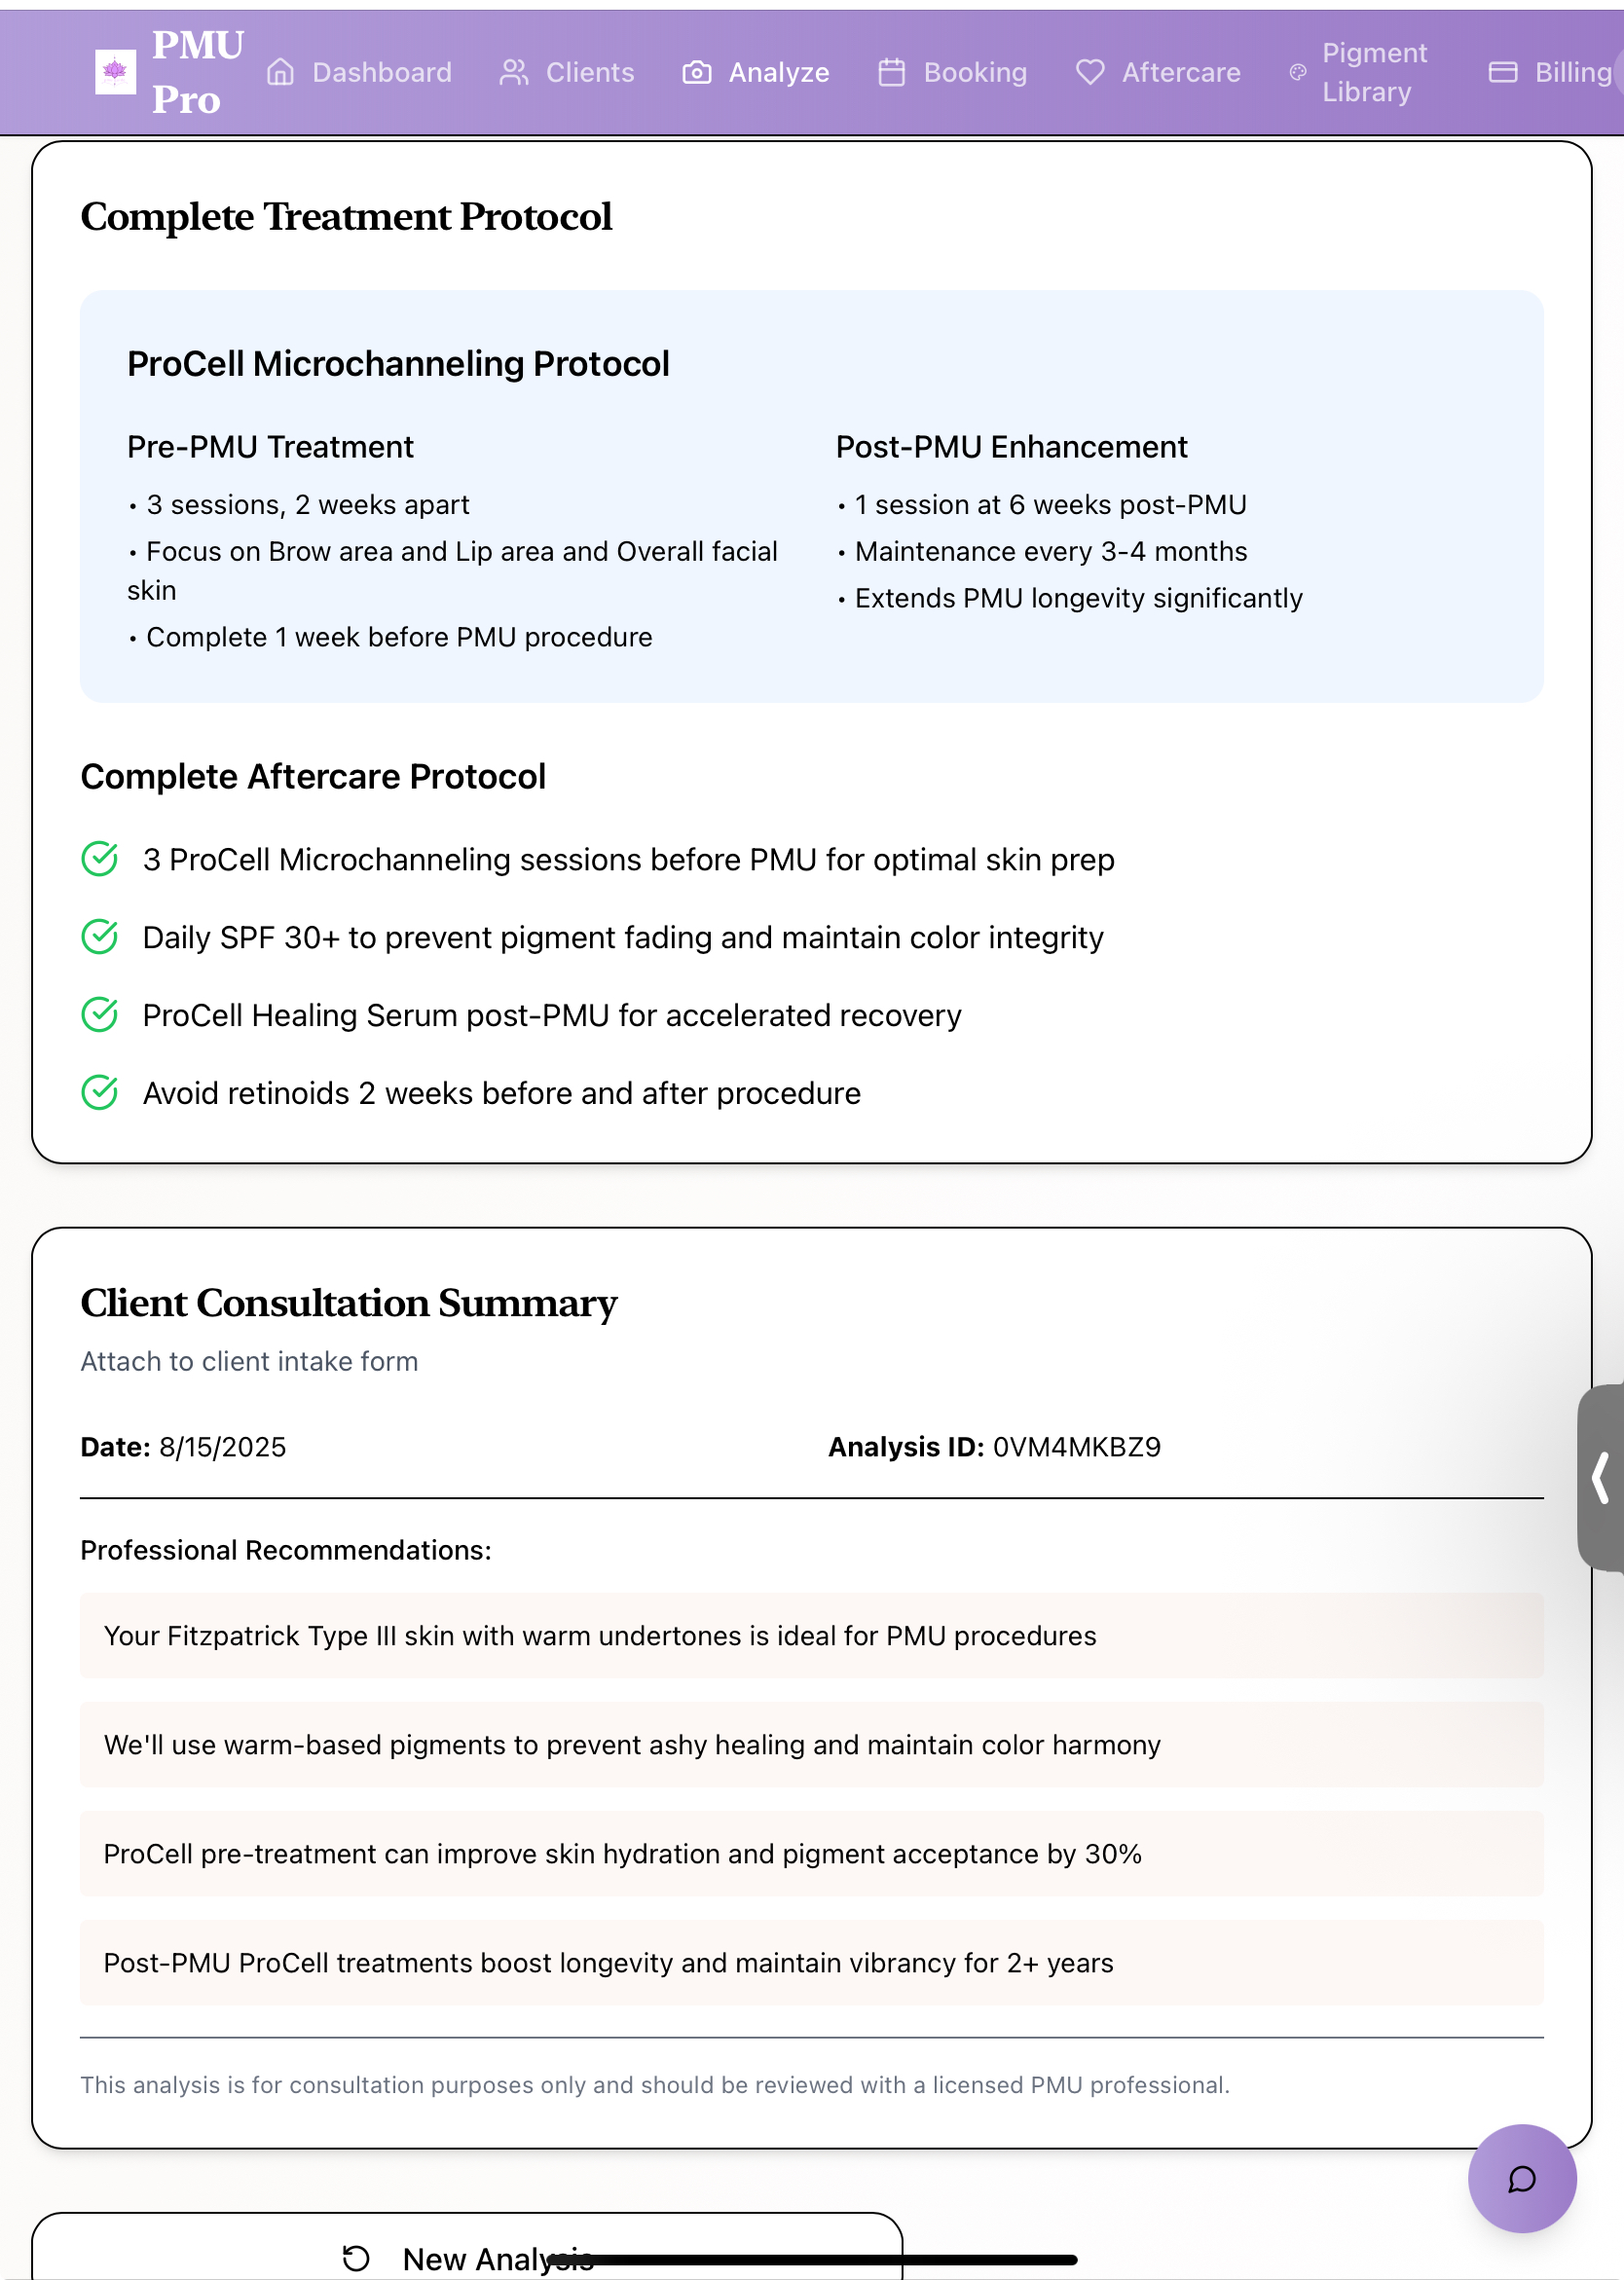 PMU
Pro
Dashboard
Clients
Analyze
Booking
Aftercare
Pigment
Library
Billing
Complete Treatment Protocol
ProCell Microchanneling Protocol
Pre-PMU Treatment
• 3 sessions, 2 weeks apart
• Focus on Brow area and Lip area and Overall facial
skin
• Complete 1 week before PMU procedure
Post-PMU Enhancement
• 1 session at 6 weeks post-PMU
• Maintenance every 3-4 months
• Extends PMU longevity significantly
Complete Aftercare Protocol
3 ProCell Microchanneling sessions before PMU for optimal skin prep
Daily SPF 30+ to prevent pigment fading and maintain color integrity
ProCell Healing Serum post-PMU for accelerated recovery
Avoid retinoids 2 weeks before and after procedure
Client Consultation Summary
Attach to client intake form
Date: 8/15/2025
Analysis ID: 0VM4MKBZ9
Professional Recommendations:
Your Fitzpatrick Type III skin with warm undertones is ideal for PMU procedures
We'll use warm-based pigments to prevent ashy healing and maintain color harmony
ProCell pre-treatment can improve skin hydration and pigment acceptance by 30%
Post-PMU ProCell treatments boost longevity and maintain vibrancy for 2+ years
This analysis is for consultation purposes only and should be reviewed with a licensed PMU professional.
New Analysis